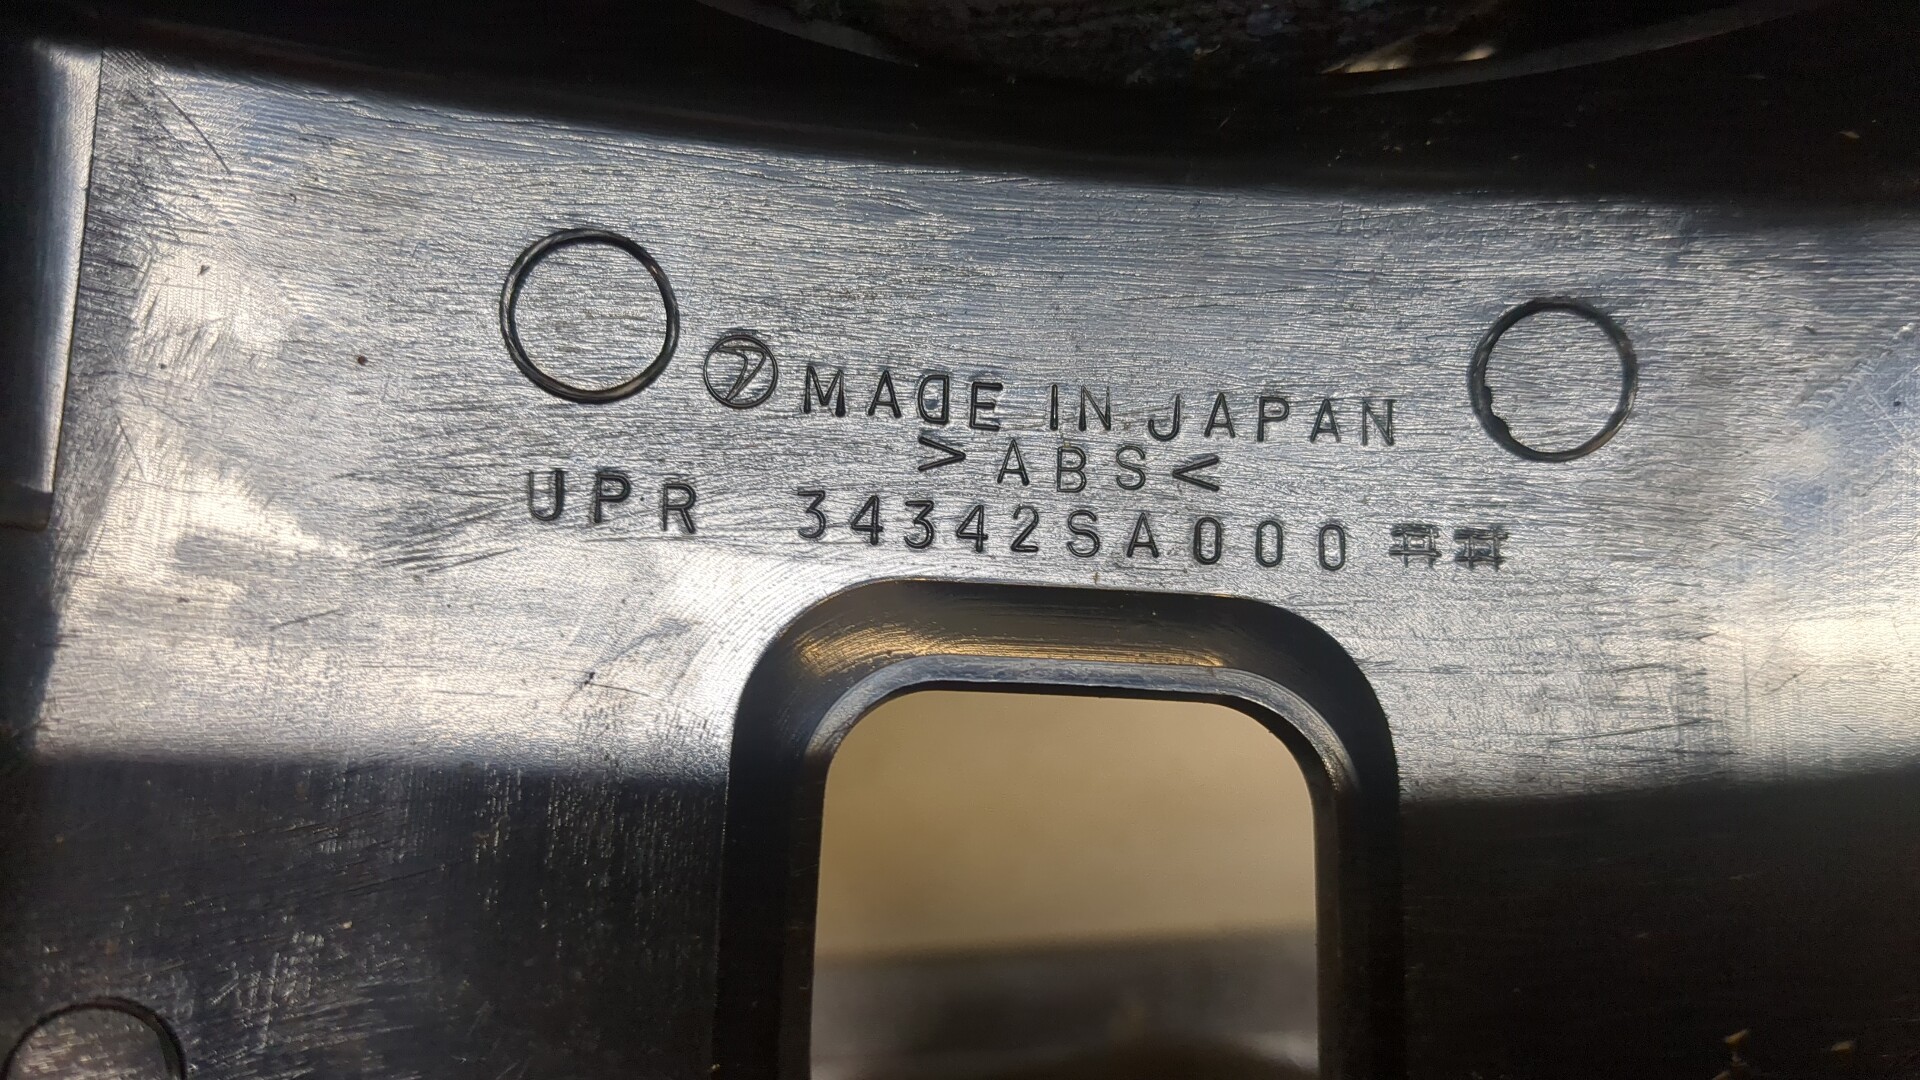 MADE IN JAPAN
>ABS<
UPR 34342SA000 ##